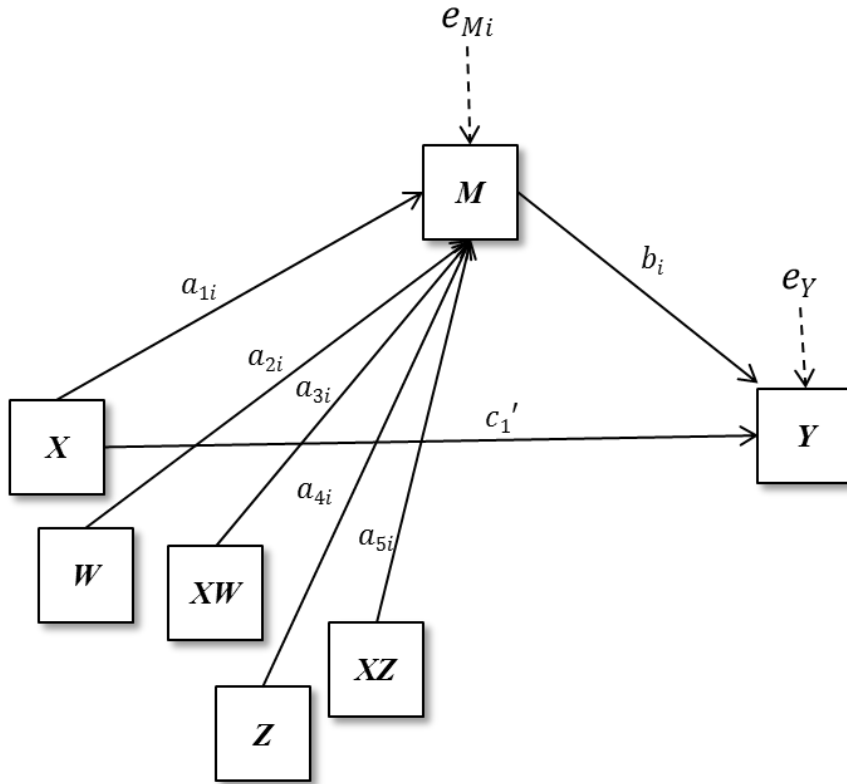 e_{Mi}
M
a_{1i}
b_i
e_Y
a_{2i}
a_{3i}
X
c_1'
Y
a_{4i}
a_{5i}
W
XW
XZ
Z